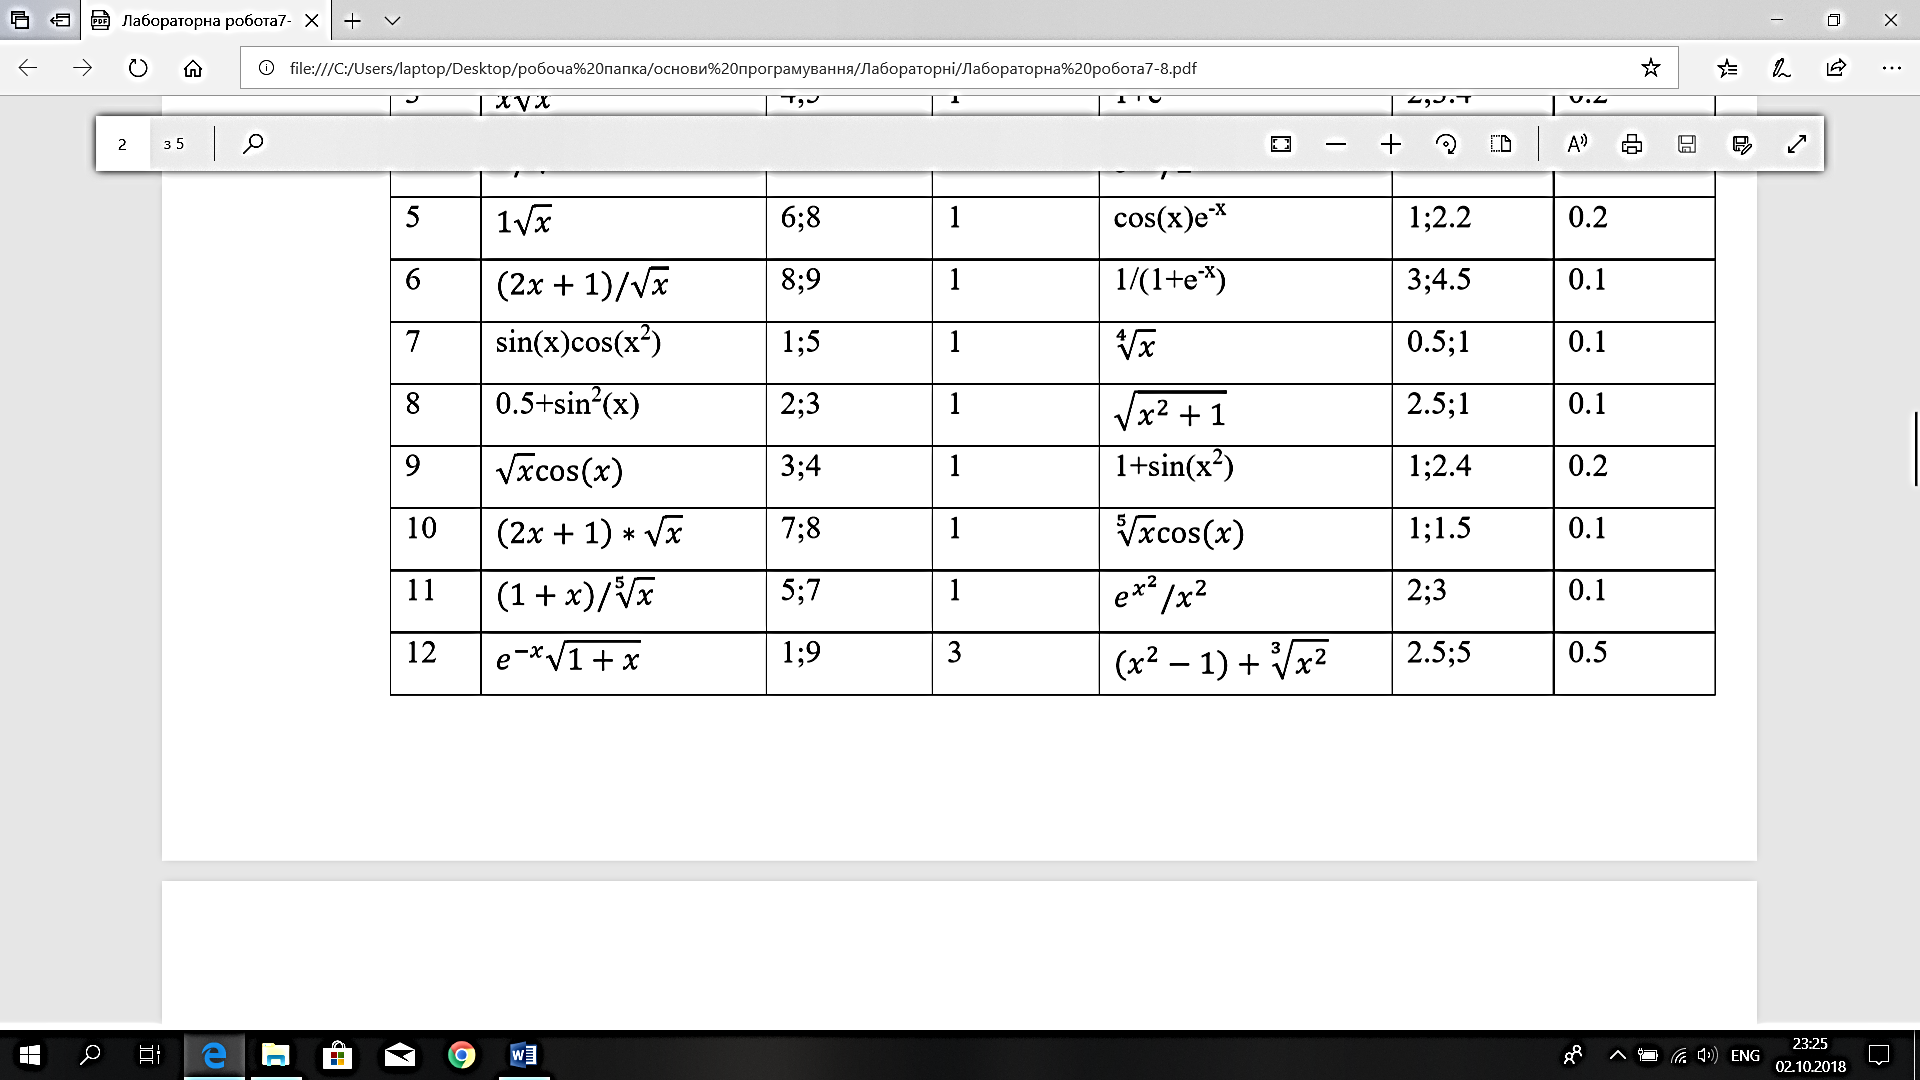 Лабораторна робота7-
file:///C:/Users/laptop/Desktop/робоча%20папка/основи%20програмування/Лабораторні/Лабораторна%20робота7-8.pdf
2 з 5
5 1√x 6;8 1 cos(x)e^-x 1;2.2 0.2
6 (2x + 1)/√x 8;9 1 1/(1+e^-x) 3;4.5 0.1
7 sin(x)cos(x²) 1;5 1 ⁴√x 0.5;1 0.1
8 0.5+sin²(x) 2;3 1 √(x² + 1) 2.5;1 0.1
9 √xcos(x) 3;4 1 1+sin(x²) 1;2.4 0.2
10 (2x + 1) ∗ √x 7;8 1 ⁵√xcos(x) 1;1.5 0.1
11 (1 + x)/⁵√x 5;7 1 e^x²/x² 2;3 0.1
12 e^−x√(1 + x) 1;9 3 (x² − 1) + ³√x² 2.5;5 0.5
ENG
23:25
02.10.2018